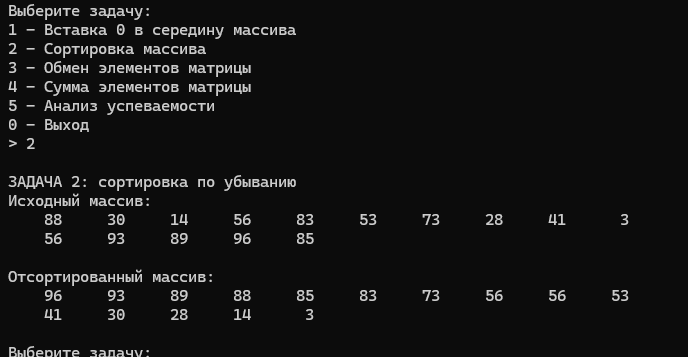 Выберите задачу:
1 - Вставка 0 в середину массива
2 - Сортировка массива
3 - Обмен элементов матрицы
4 - Сумма элементов матрицы
5 - Анализ успеваемости
0 - Выход
> 2
ЗАДАЧА 2: сортировка по убыванию
Исходный массив:
88 30 14 56 83 53 73 28 41 3
56 93 89 96 85
Отсортированный массив:
96 93 89 88 85 83 73 56 56 53
41 30 28 14 3
Выберите задачу: